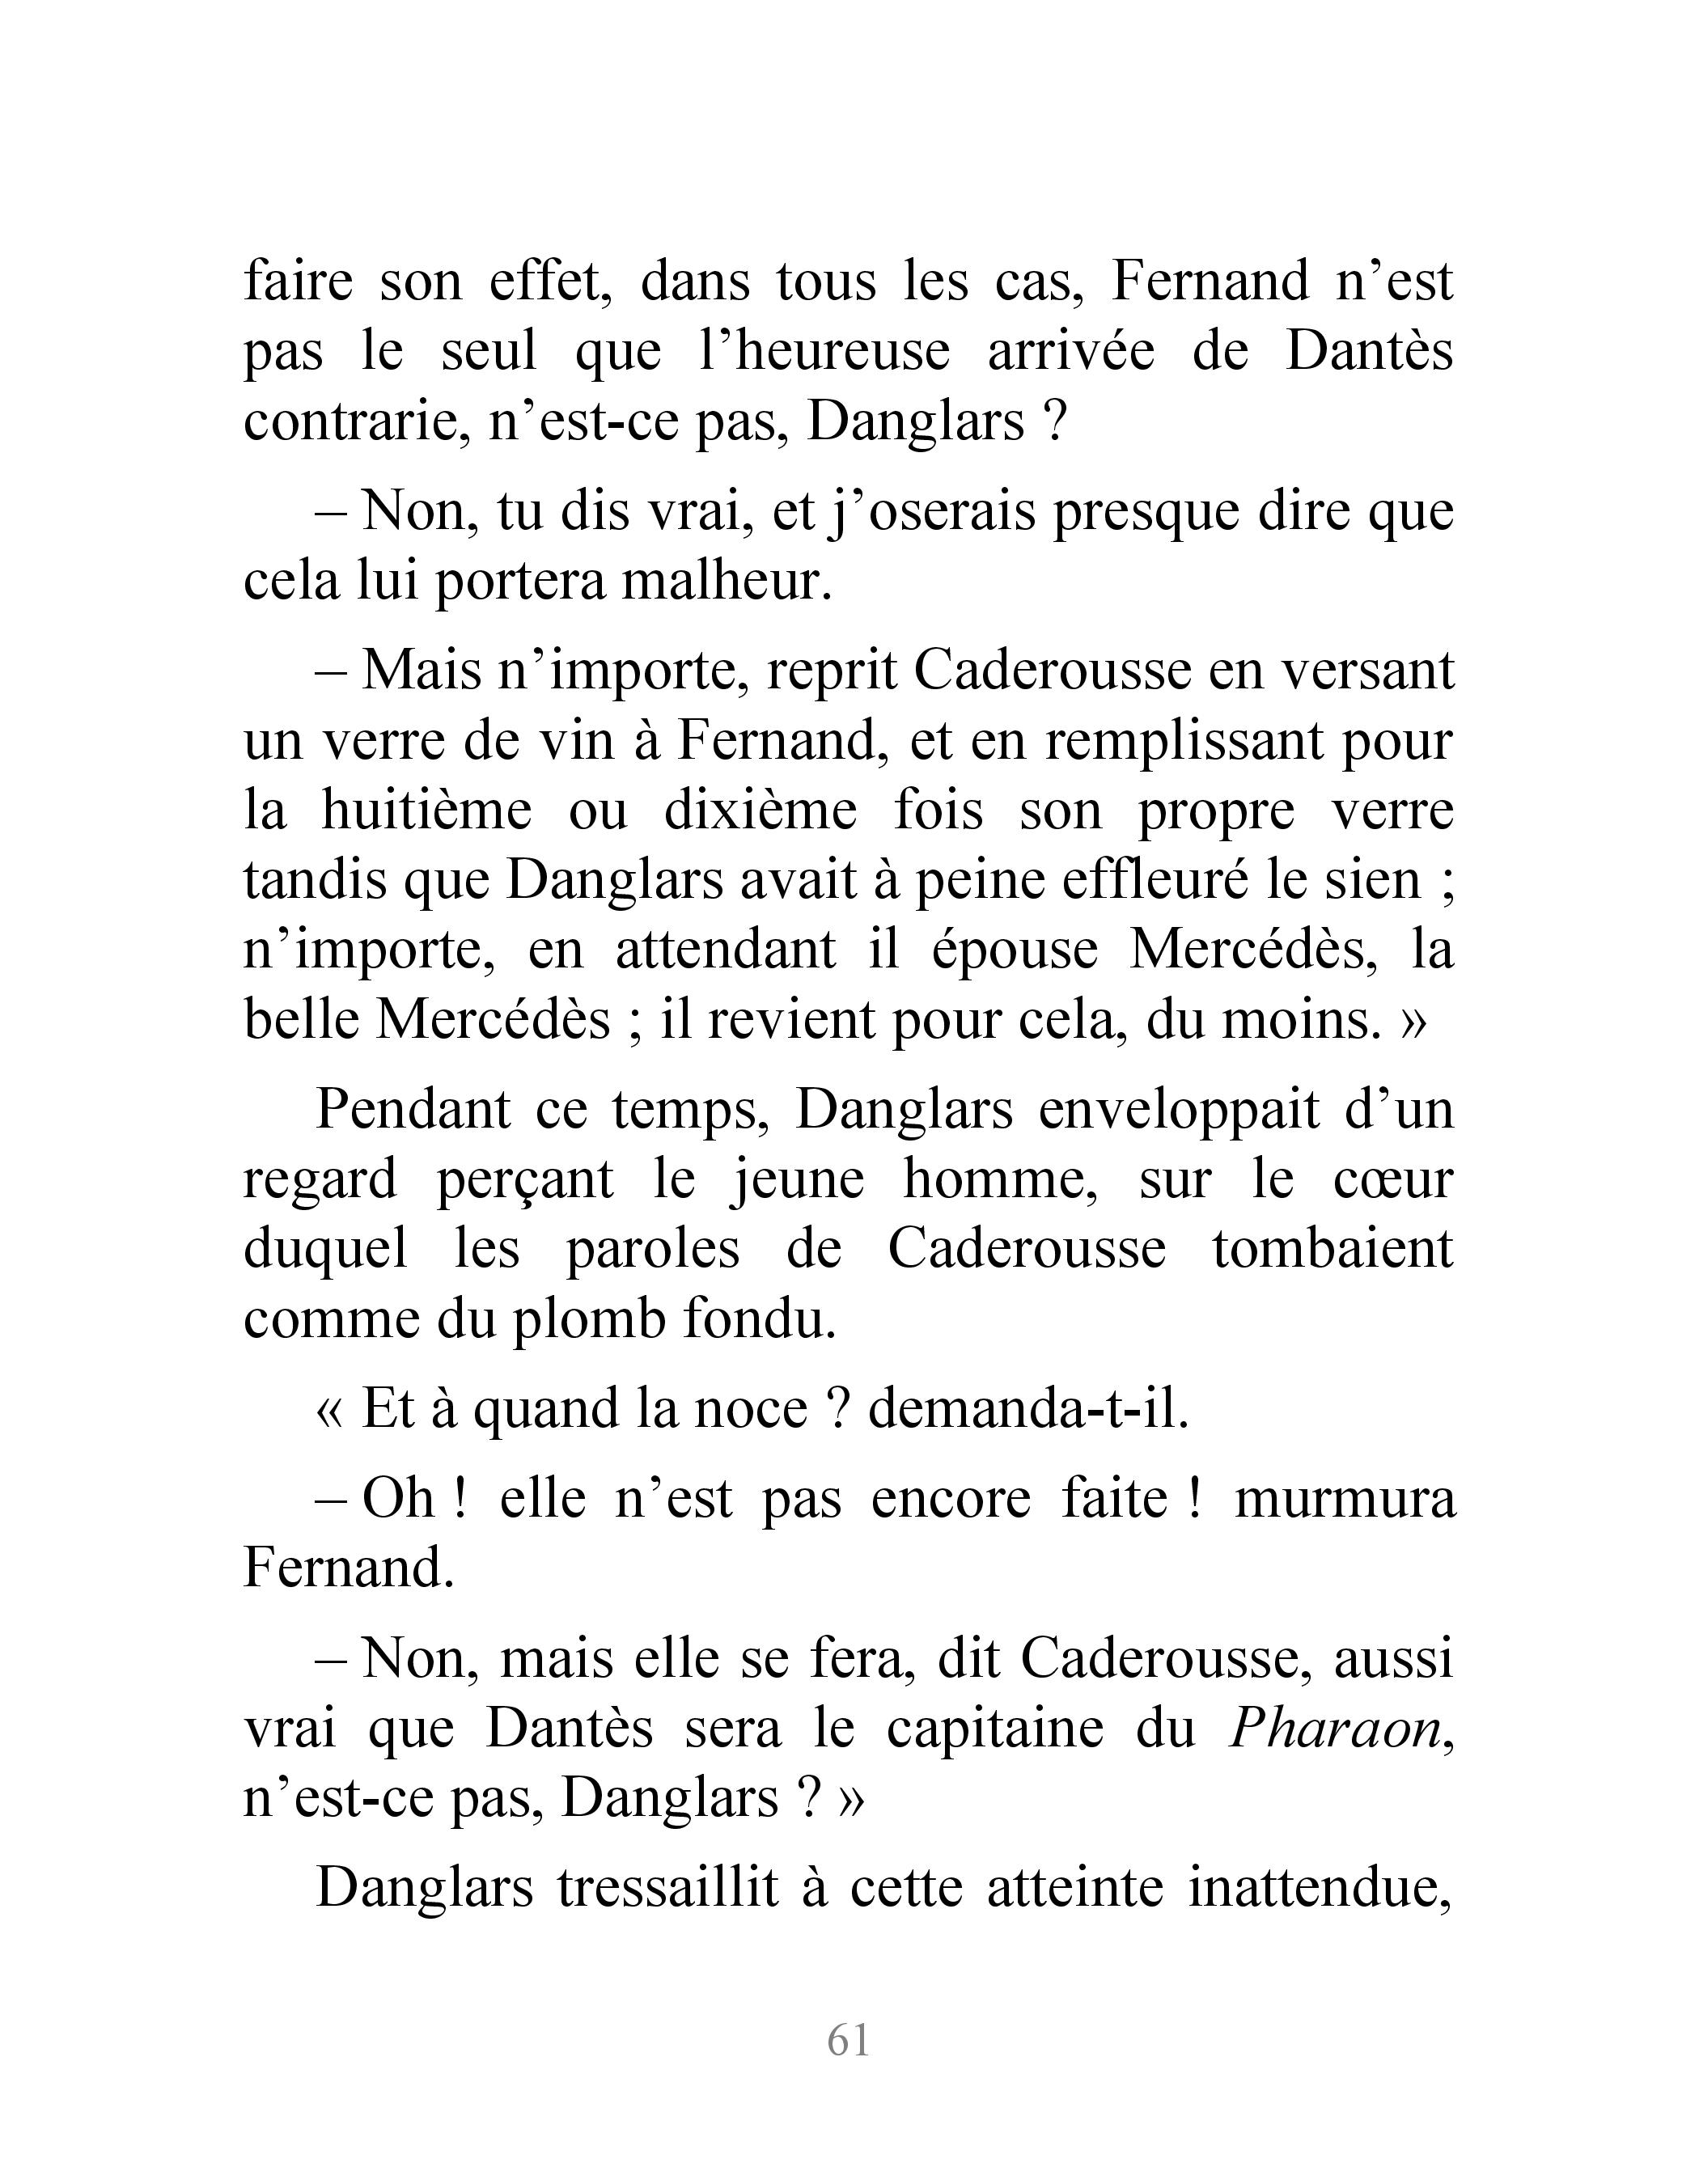 faire son effet, dans tous les cas, Fernand n’est
pas le seul que l’heureuse arrivée de Dantès
contrarie, n’est-ce pas, Danglars ?
– Non, tu dis vrai, et j’oserais presque dire que
cela lui portera malheur.
– Mais n’importe, reprit Caderousse en versant
un verre de vin à Fernand, et en remplissant pour
la huitième ou dixième fois son propre verre
tandis que Danglars avait à peine effleuré le sien ;
n’importe, en attendant il épouse Mercédès, la
belle Mercédès ; il revient pour cela, du moins. »
Pendant ce temps, Danglars enveloppait d’un
regard perçant le jeune homme, sur le cœur
duquel les paroles de Caderousse tombaient
comme du plomb fondu.
« Et à quand la noce ? demanda-t-il.
– Oh ! elle n’est pas encore faite ! murmura
Fernand.
– Non, mais elle se fera, dit Caderousse, aussi
vrai que Dantès sera le capitaine du Pharaon,
n’est-ce pas, Danglars ? »
Danglars tressaillit à cette atteinte inattendue,
61